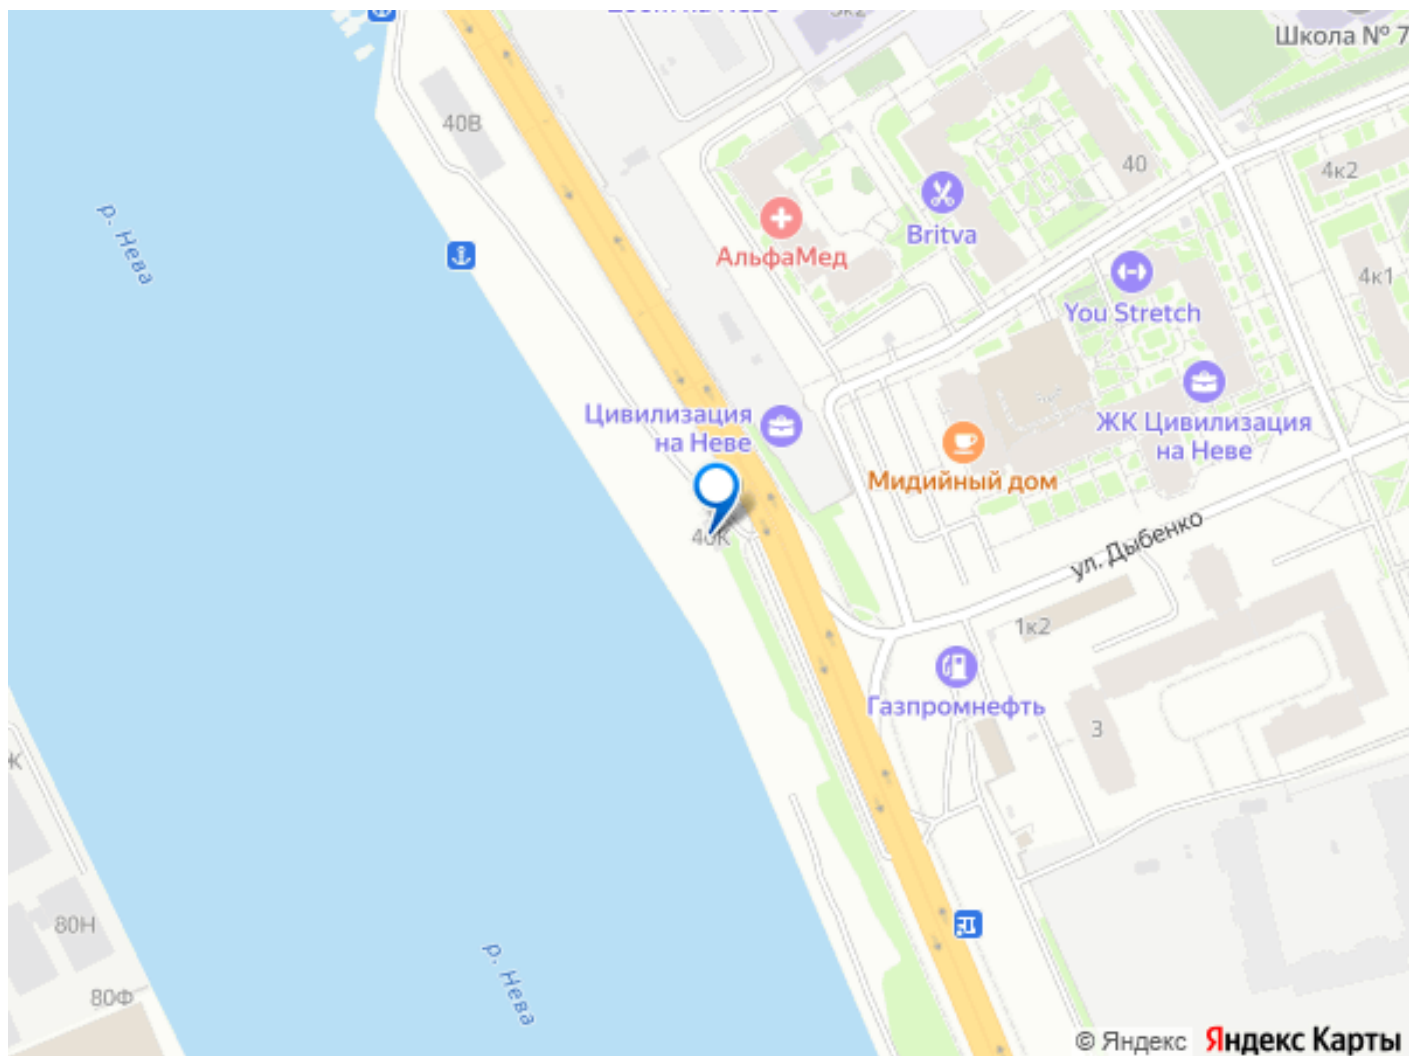 Школа № 7
40В
40
4к2
р. Нева
Britva
АльфаМед
4к1
You Stretch
Цивилизация
на Неве
ЖК Цивилизация
на Неве
Мидийный дом
40К
ул. Дыбенко
1к2
Газпромнефть
3
Ж
80Н
р. Нева
80Ф
© Яндекс Яндекс Карты